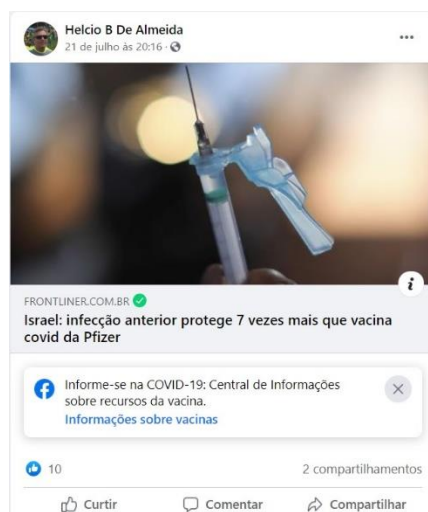 Helcio B De Almeida
21 de julho às 20:16 ·
FRONTLINER.COM.BR
Israel: infecção anterior protege 7 vezes mais que vacina
covid da Pfizer
Informe-se na COVID-19: Central de Informações
sobre recursos da vacina.
Informações sobre vacinas
10
2 compartilhamentos
Curtir Comentar Compartilhar